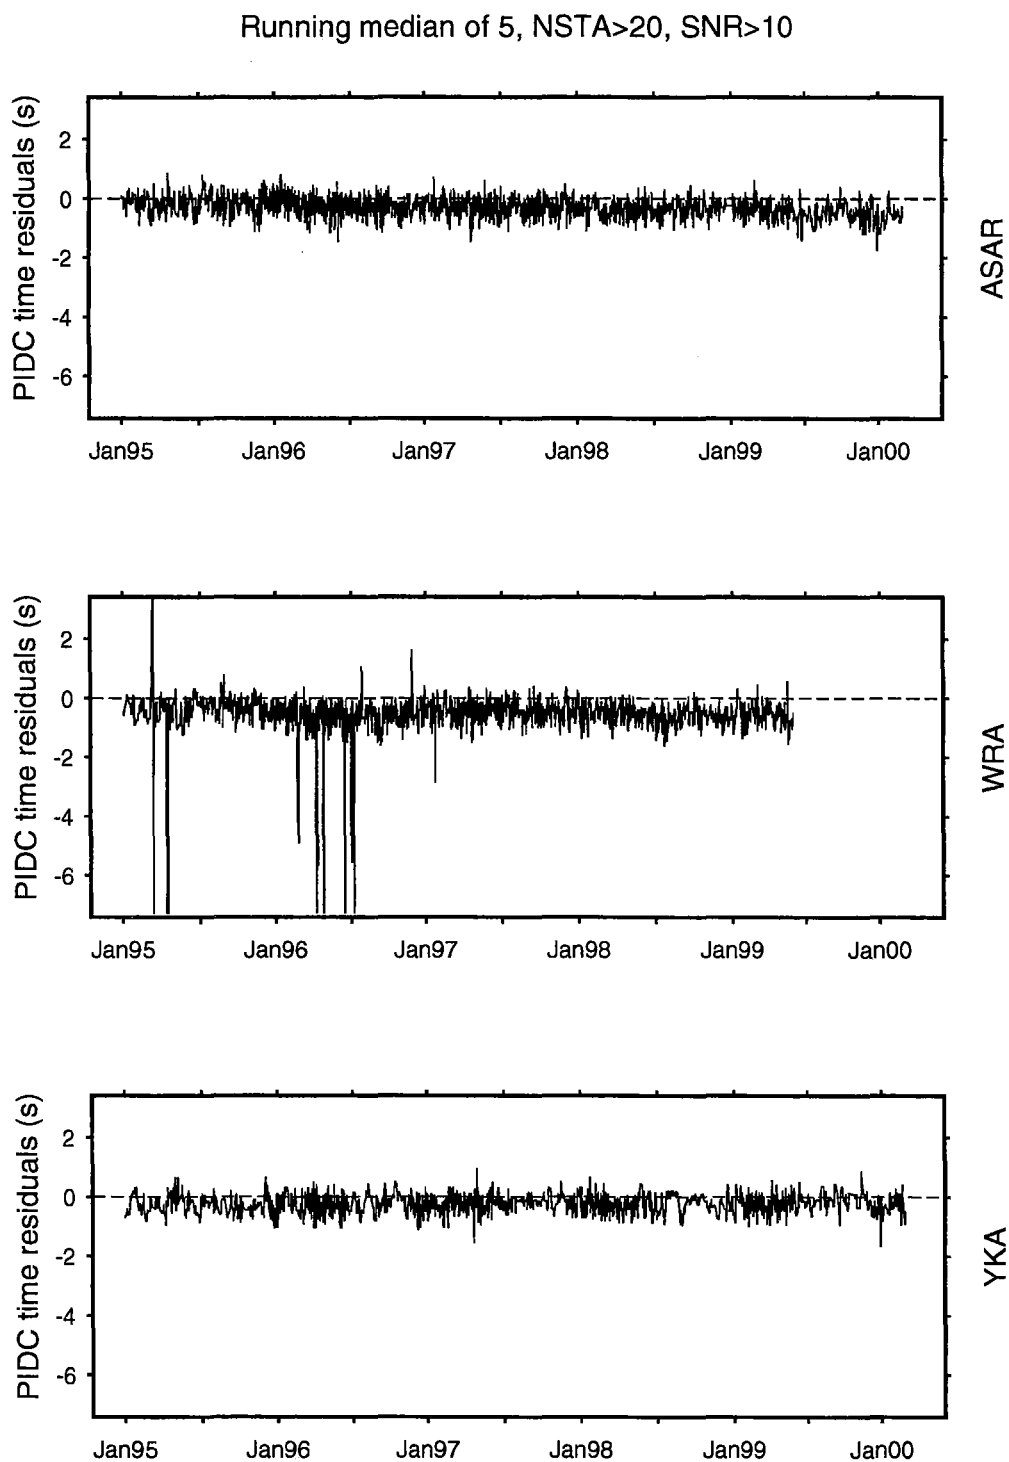 Running median of 5, NSTA>20, SNR>10
PIDC time residuals (s)
2
0
-2
-4
-6
Jan95 Jan96 Jan97 Jan98 Jan99 Jan00
ASAR
PIDC time residuals (s)
2
0
-2
-4
-6
Jan95 Jan96 Jan97 Jan98 Jan99 Jan00
WRA
PIDC time residuals (s)
2
0
-2
-4
-6
Jan95 Jan96 Jan97 Jan98 Jan99 Jan00
YKA